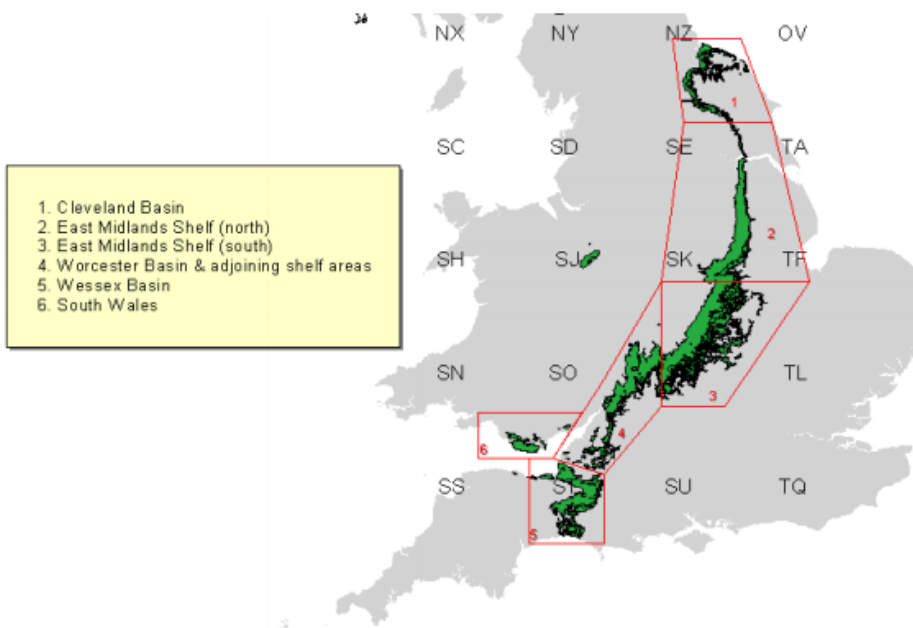 NX NY NZ OV
1
SC SD SE TA
1. Cleveland Basin
2. East Midlands Shelf (north)
3. East Midlands Shelf (south)
4. Worcester Basin & adjoining shelf areas
5. Wessex Basin
6. South Wales
2
SH SJ SK TF
SN SO TL
3
4
6
SS ST SU TQ
5